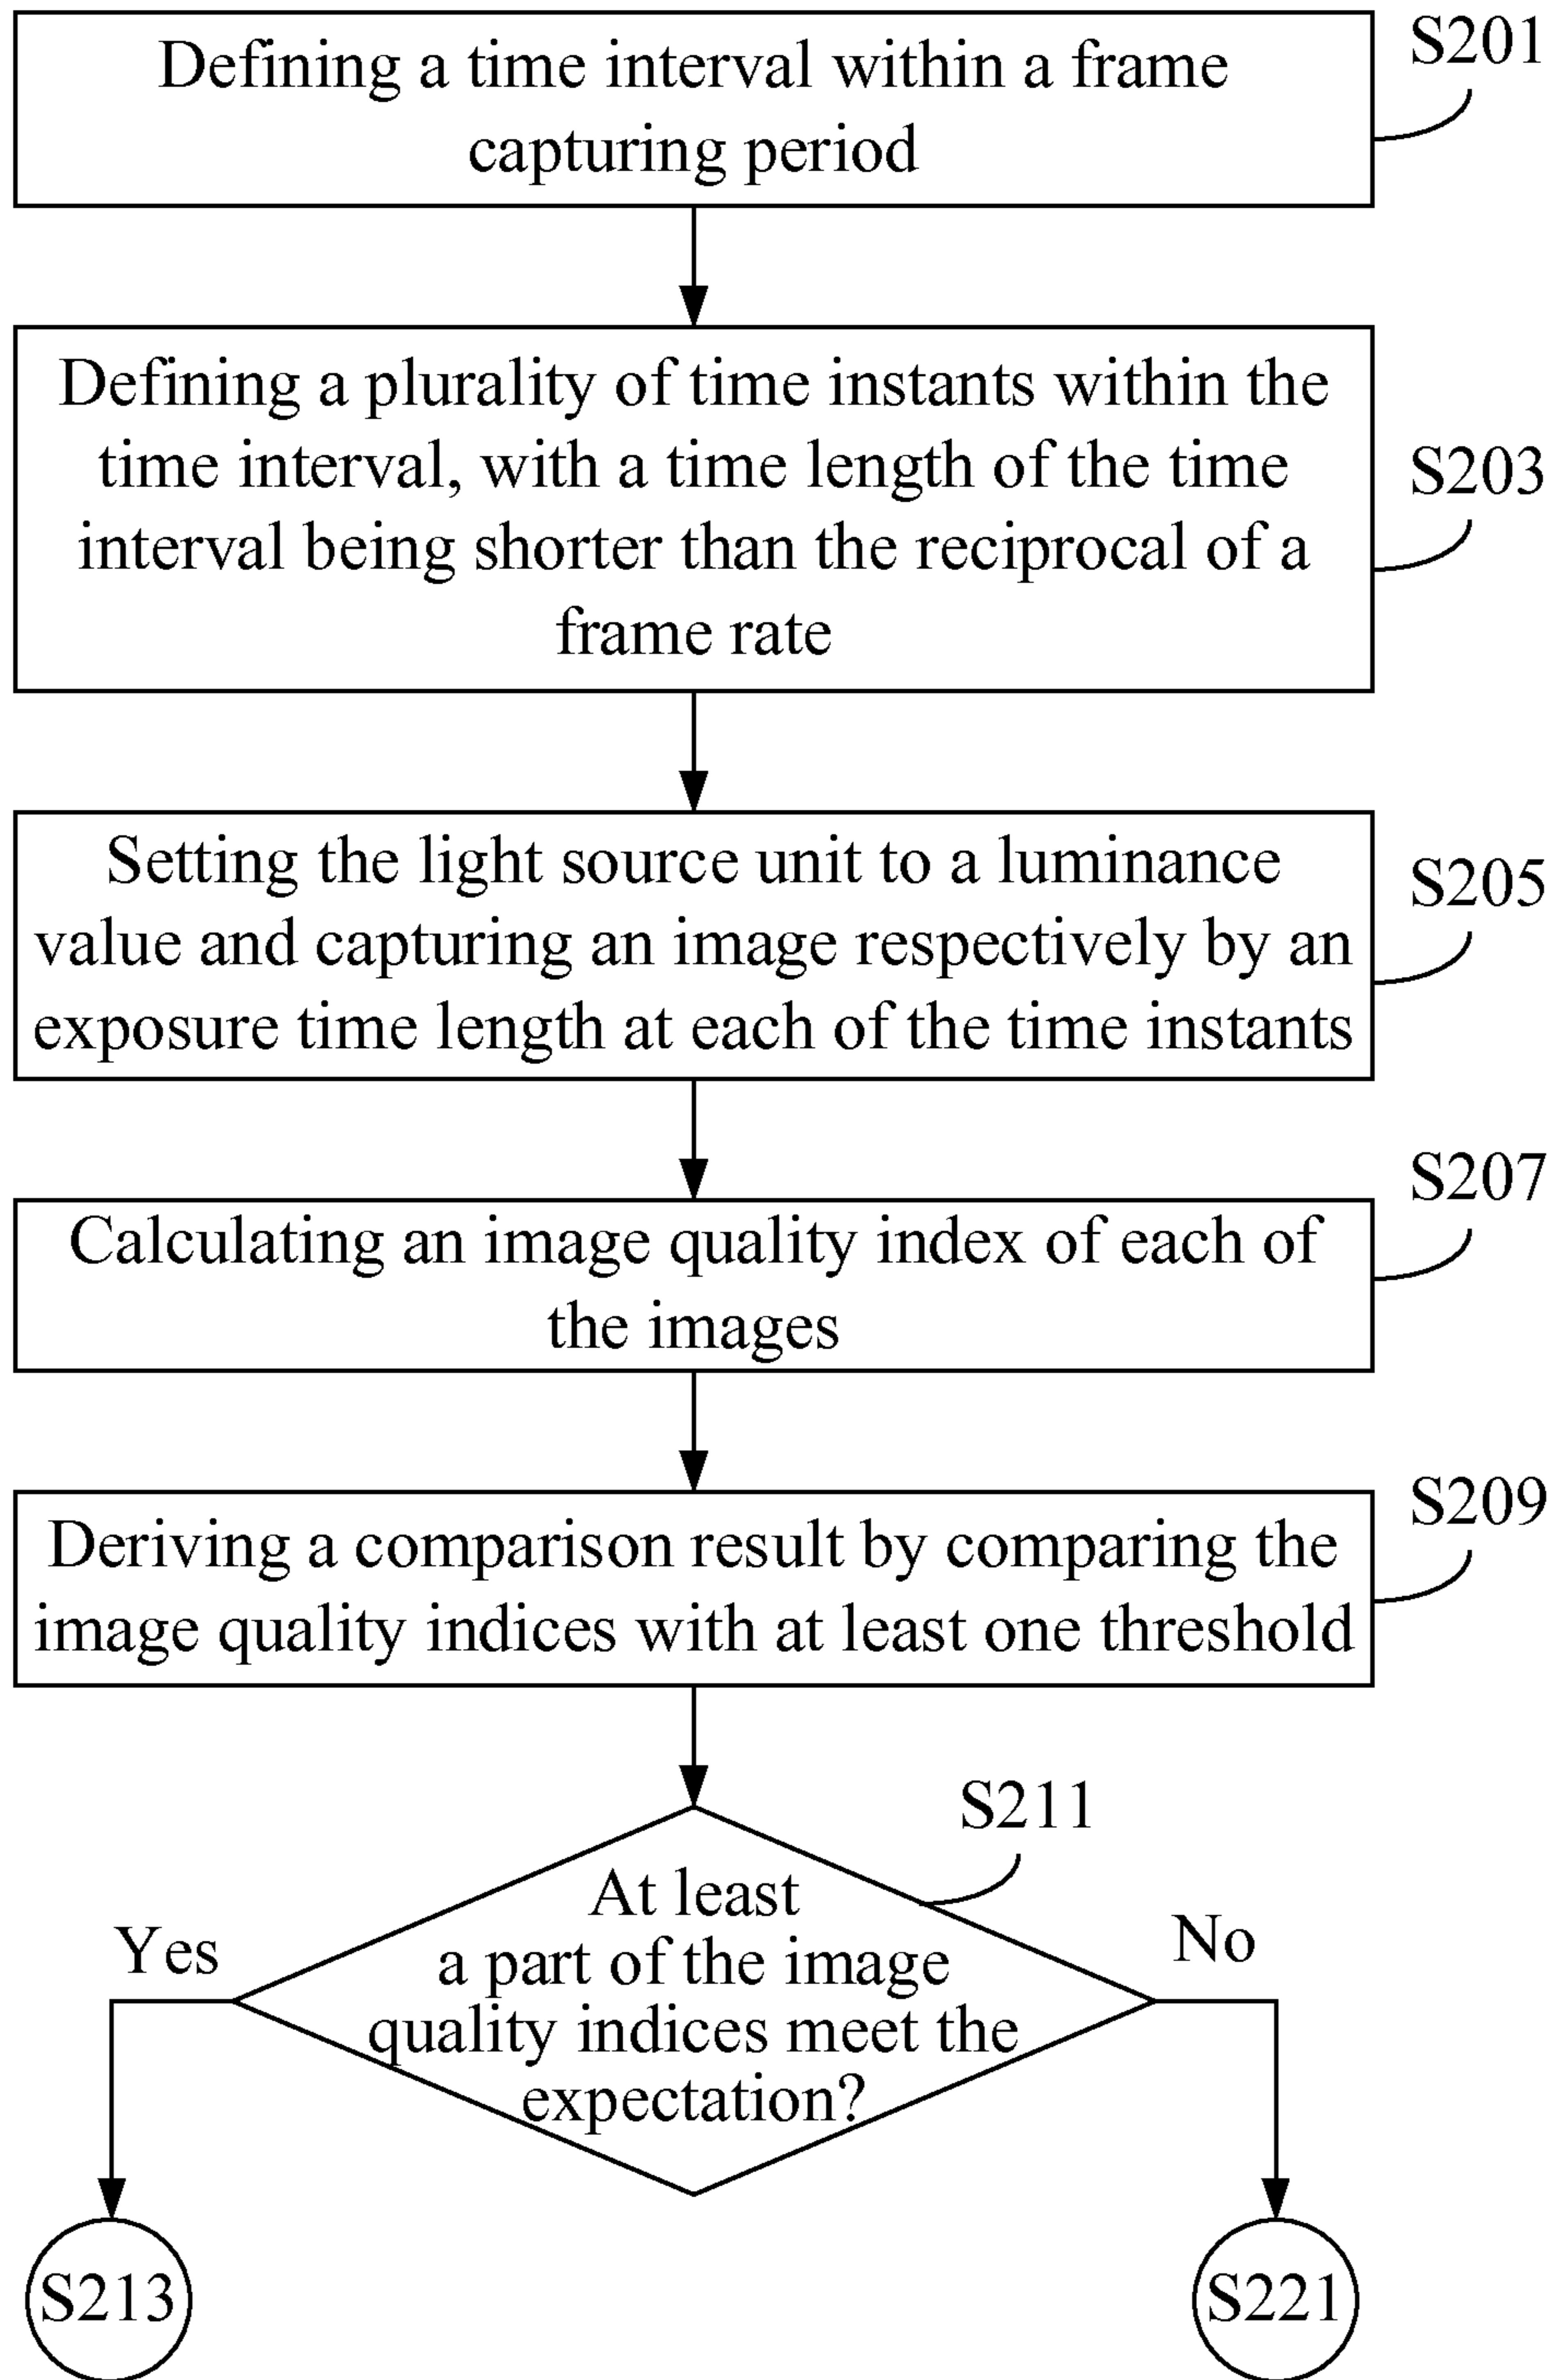 Defining a time interval within a frame
capturing period
S201
Defining a plurality of time instants within the
time interval, with a time length of the time
interval being shorter than the reciprocal of a
frame rate
S203
Setting the light source unit to a luminance
value and capturing an image respectively by an
exposure time length at each of the time instants
S205
Calculating an image quality index of each of
the images
S207
Deriving a comparison result by comparing the
image quality indices with at least one threshold
S209
S211
At least
a part of the image
quality indices meet the
expectation?
Yes
No
S213
S221